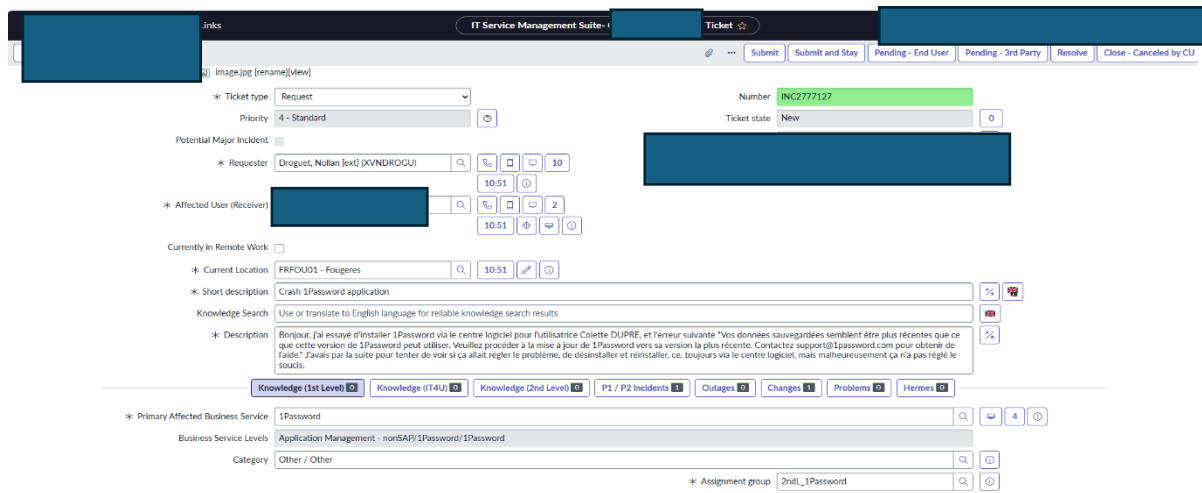 .inks
IT Service Management Suite-
Ticket ☆
Submit
Submit and Stay
Pending - End User
Pending - 3rd Party
Resolve
Close - Canceled by CU
image.jpg [rename][view]
* Ticket type Request
Number INC2777127
Priority 4 - Standard
Ticket state New 0
Potential Major Incident
* Requester Droguet, Nollan [ext] (XVNDROGU) 10
10:51
* Affected User (Receiver) 2
10:51
Currently in Remote Work
* Current Location FRFOU01 - Fougeres 10:51
* Short description Crash 1Password application
Knowledge Search Use or translate to English language for reliable knowledge search results
* Description Bonjour, j'ai essayé d'installer 1Password via le centre logiciel pour l'utilisatrice Colette DUPRE, et l'erreur suivante "Vos données sauvegardées semblent être plus récentes que ce
que cette version de 1Password peut utiliser. Veuillez procéder à la mise à jour de 1Password vers sa version la plus récente. Contactez support@1password.com pour obtenir de
l'aide." J'avais par la suite pour tenter de voir si ça allait régler le problème, de désinstaller et réinstaller, ce, toujours via le centre logiciel, mais malheureusement ça n'a pas réglé le
soucis.
Knowledge (1st Level) 0
Knowledge (IT4U) 0
Knowledge (2nd Level) 0
P1 / P2 Incidents 1
Outages 0
Changes 1
Problems 0
Hermes 0
* Primary Affected Business Service 1Password 4
Business Service Levels Application Management - nonSAP/1Password/1Password
Category Other / Other
* Assignment group 2ndL_1Password